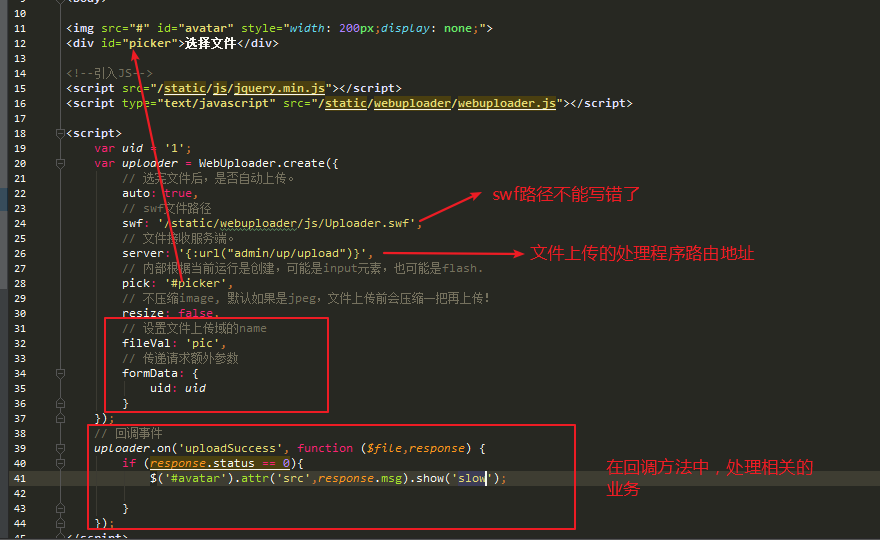 9 <body>
10
11 <img src="#" id="avatar" style="width: 200px;display: none;">
12 <div id="picker">选择文件</div>
13
14 <!--引入JS-->
15 <script src="/static/js/jquery.min.js"></script>
16 <script type="text/javascript" src="/static/webuploader/webuploader.js"></script>
17
18 <script>
19 var uid = '1';
20 var uploader = WebUploader.create({
21 // 选完文件后，是否自动上传。
22 auto: true,
23 // swf文件路径
swf路径不能写错了
24 swf: '/static/webuploader/js/Uploader.swf',
25 // 文件接收服务端。
26 server: '{:url("admin/up/upload")}',
文件上传的处理程序路由地址
27 // 内部根据当前运行是创建，可能是input元素，也可能是flash.
28 pick: '#picker',
29 // 不压缩image, 默认如果是jpeg，文件上传前会压缩一把再上传!
30 resize: false,
31 // 设置文件上传域的name
32 fileVal: 'pic',
33 // 传递请求额外参数
34 formData: {
35 uid: uid
36 }
37 });
38 // 回调事件
39 uploader.on('uploadSuccess', function ($file,response) {
40 if (response.status == 0){
41 $('#avatar').attr('src',response.msg).show('slow');
在回调方法中，处理相关的
业务
42
43 }
44 });
45 </script>